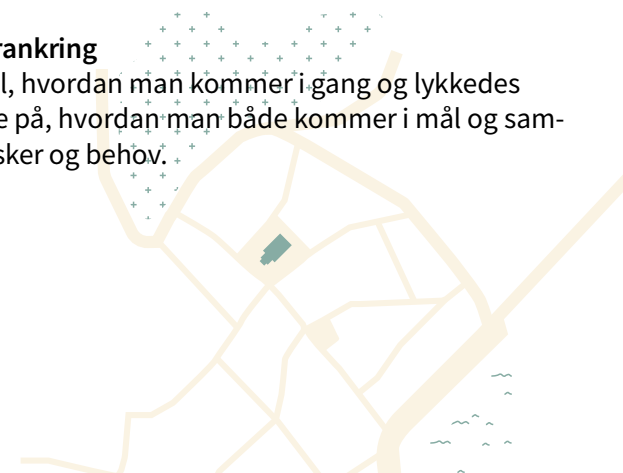 rankring
l, hvordan man kommer i gang og lykkedes
e på, hvordan man både kommer i mål og sam-
sker og behov.